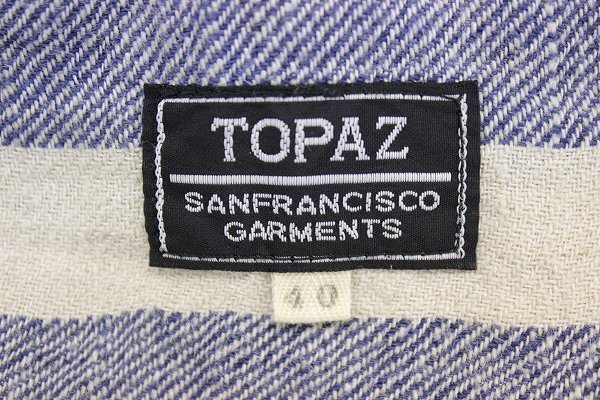 TOPAZ
SANFRANCISCO
GARMENTS
40